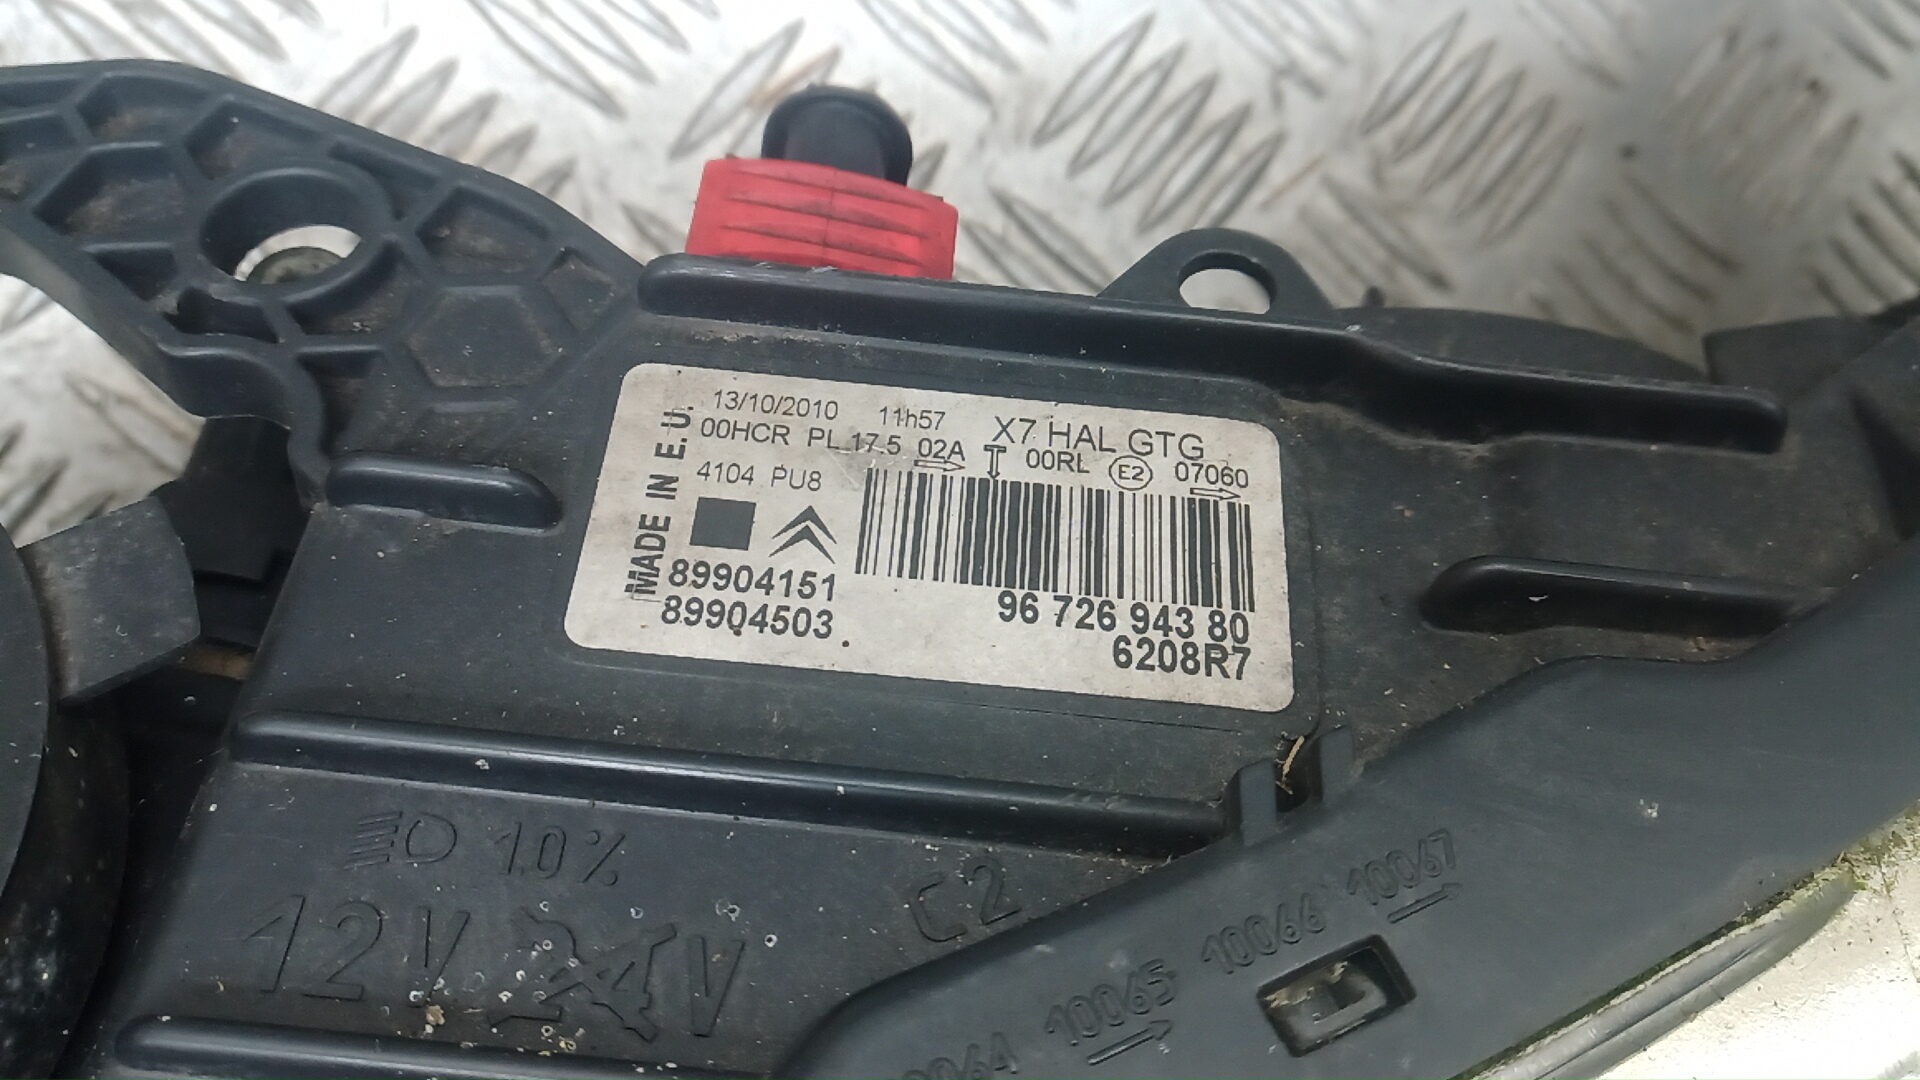 13/10/2010 11h57 X7 HAL GTG
00HCR PL 17.5 02A 00RL E2 07060
4104 PU8
MADE IN E.U.
89904151
89904503
96 726 943 80
6208R7
10%
12V 24V
C2
10065 10066 10067